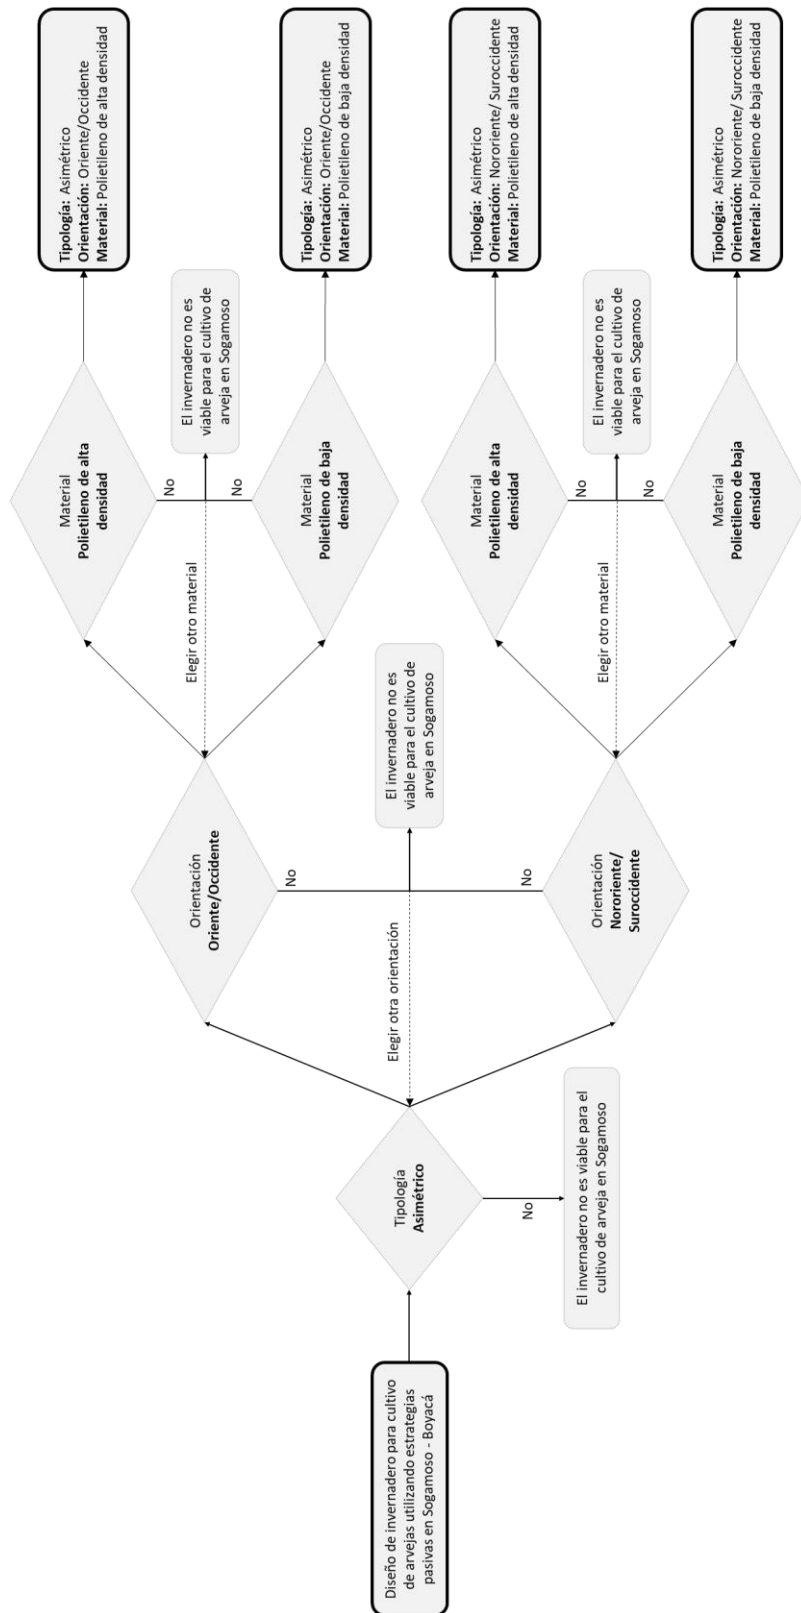 Diseño de invernadero para cultivo
de arvejas utilizando estrategias
pasivas en Sogamoso - Boyacá
Tipología
Asimétrico
No
El invernadero no es viable para el
cultivo de arveja en Sogamoso
Elegir otra orientación
Orientación
Oriente/Occidente
No
El invernadero no es
viable para el cultivo de
arveja en Sogamoso
No
Orientación
Nororiente/
Suroccidente
Elegir otro material
Material
Polietileno de alta
densidad
No
El invernadero no es
viable para el cultivo de
arveja en Sogamoso
No
Material
Polietileno de baja
densidad
Elegir otro material
Material
Polietileno de alta
densidad
No
El invernadero no es
viable para el cultivo de
arveja en Sogamoso
No
Material
Polietileno de baja
densidad
Tipología: Asimétrico
Orientación: Oriente/Occidente
Material: Polietileno de alta densidad
Tipología: Asimétrico
Orientación: Oriente/Occidente
Material: Polietileno de baja densidad
Tipología: Asimétrico
Orientación: Nororiente/ Suroccidente
Material: Polietileno de alta densidad
Tipología: Asimétrico
Orientación: Nororiente/ Suroccidente
Material: Polietileno de baja densidad